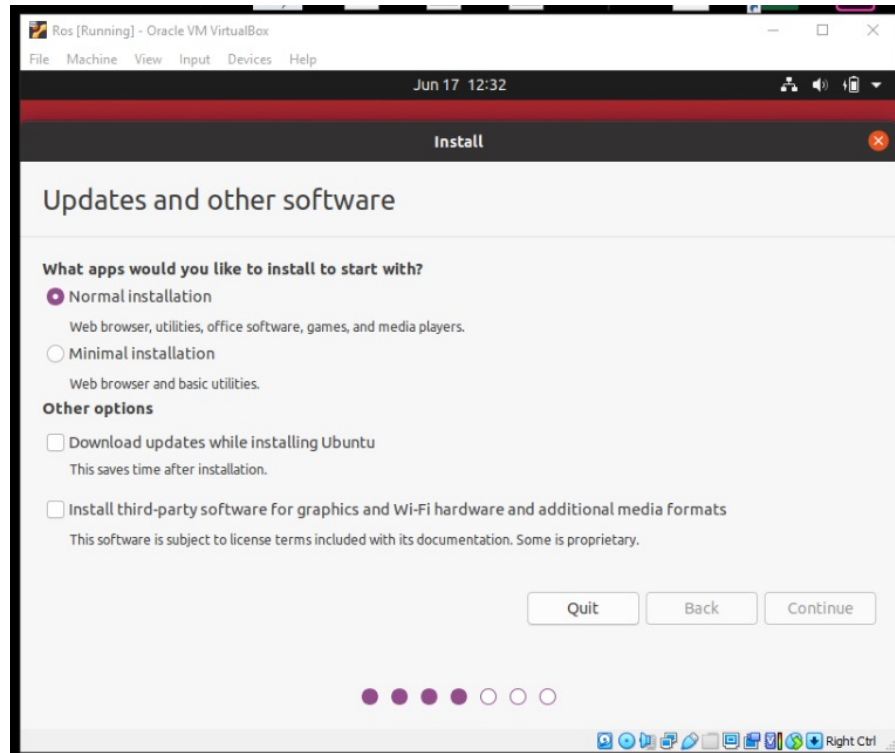 Ros [Running] - Oracle VM VirtualBox
File Machine View Input Devices Help
Jun 17 12:32
Install
Updates and other software
What apps would you like to install to start with?
Normal installation
Web browser, utilities, office software, games, and media players.
Minimal installation
Web browser and basic utilities.
Other options
Download updates while installing Ubuntu
This saves time after installation.
Install third-party software for graphics and Wi-Fi hardware and additional media formats
This software is subject to license terms included with its documentation. Some is proprietary.
Quit Back Continue
Right Ctrl